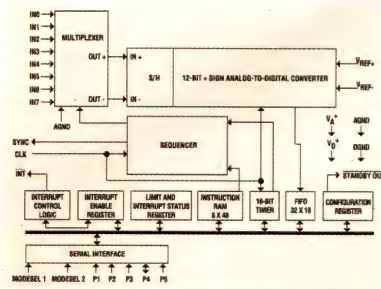 IN0
IN1
IN2
IN3
IN4
IN5
IN6
IN7
MULTIPLEXER
OUT +
OUT -
IN +
IN -
S/H
12-BIT + SIGN ANALOG-TO-DIGITAL CONVERTER
VREF+
VREF-
AGND
VA+
AGND
VD+
DGND
SEQUENCER
SYNC
CLK
INT
STANDBY OUT
INTERRUPT CONTROL LOGIC
INTERRUPT ENABLE REGISTER
LIMIT AND INTERRUPT STATUS REGISTER
INSTRUCTION RAM 8 X 48
16-BIT TIMER
FIFO 32 X 16
CONFIGURATION REGISTER
SERIAL INTERFACE
MODESEL 1
MODESEL 2
P1
P2
P3
P4
P5